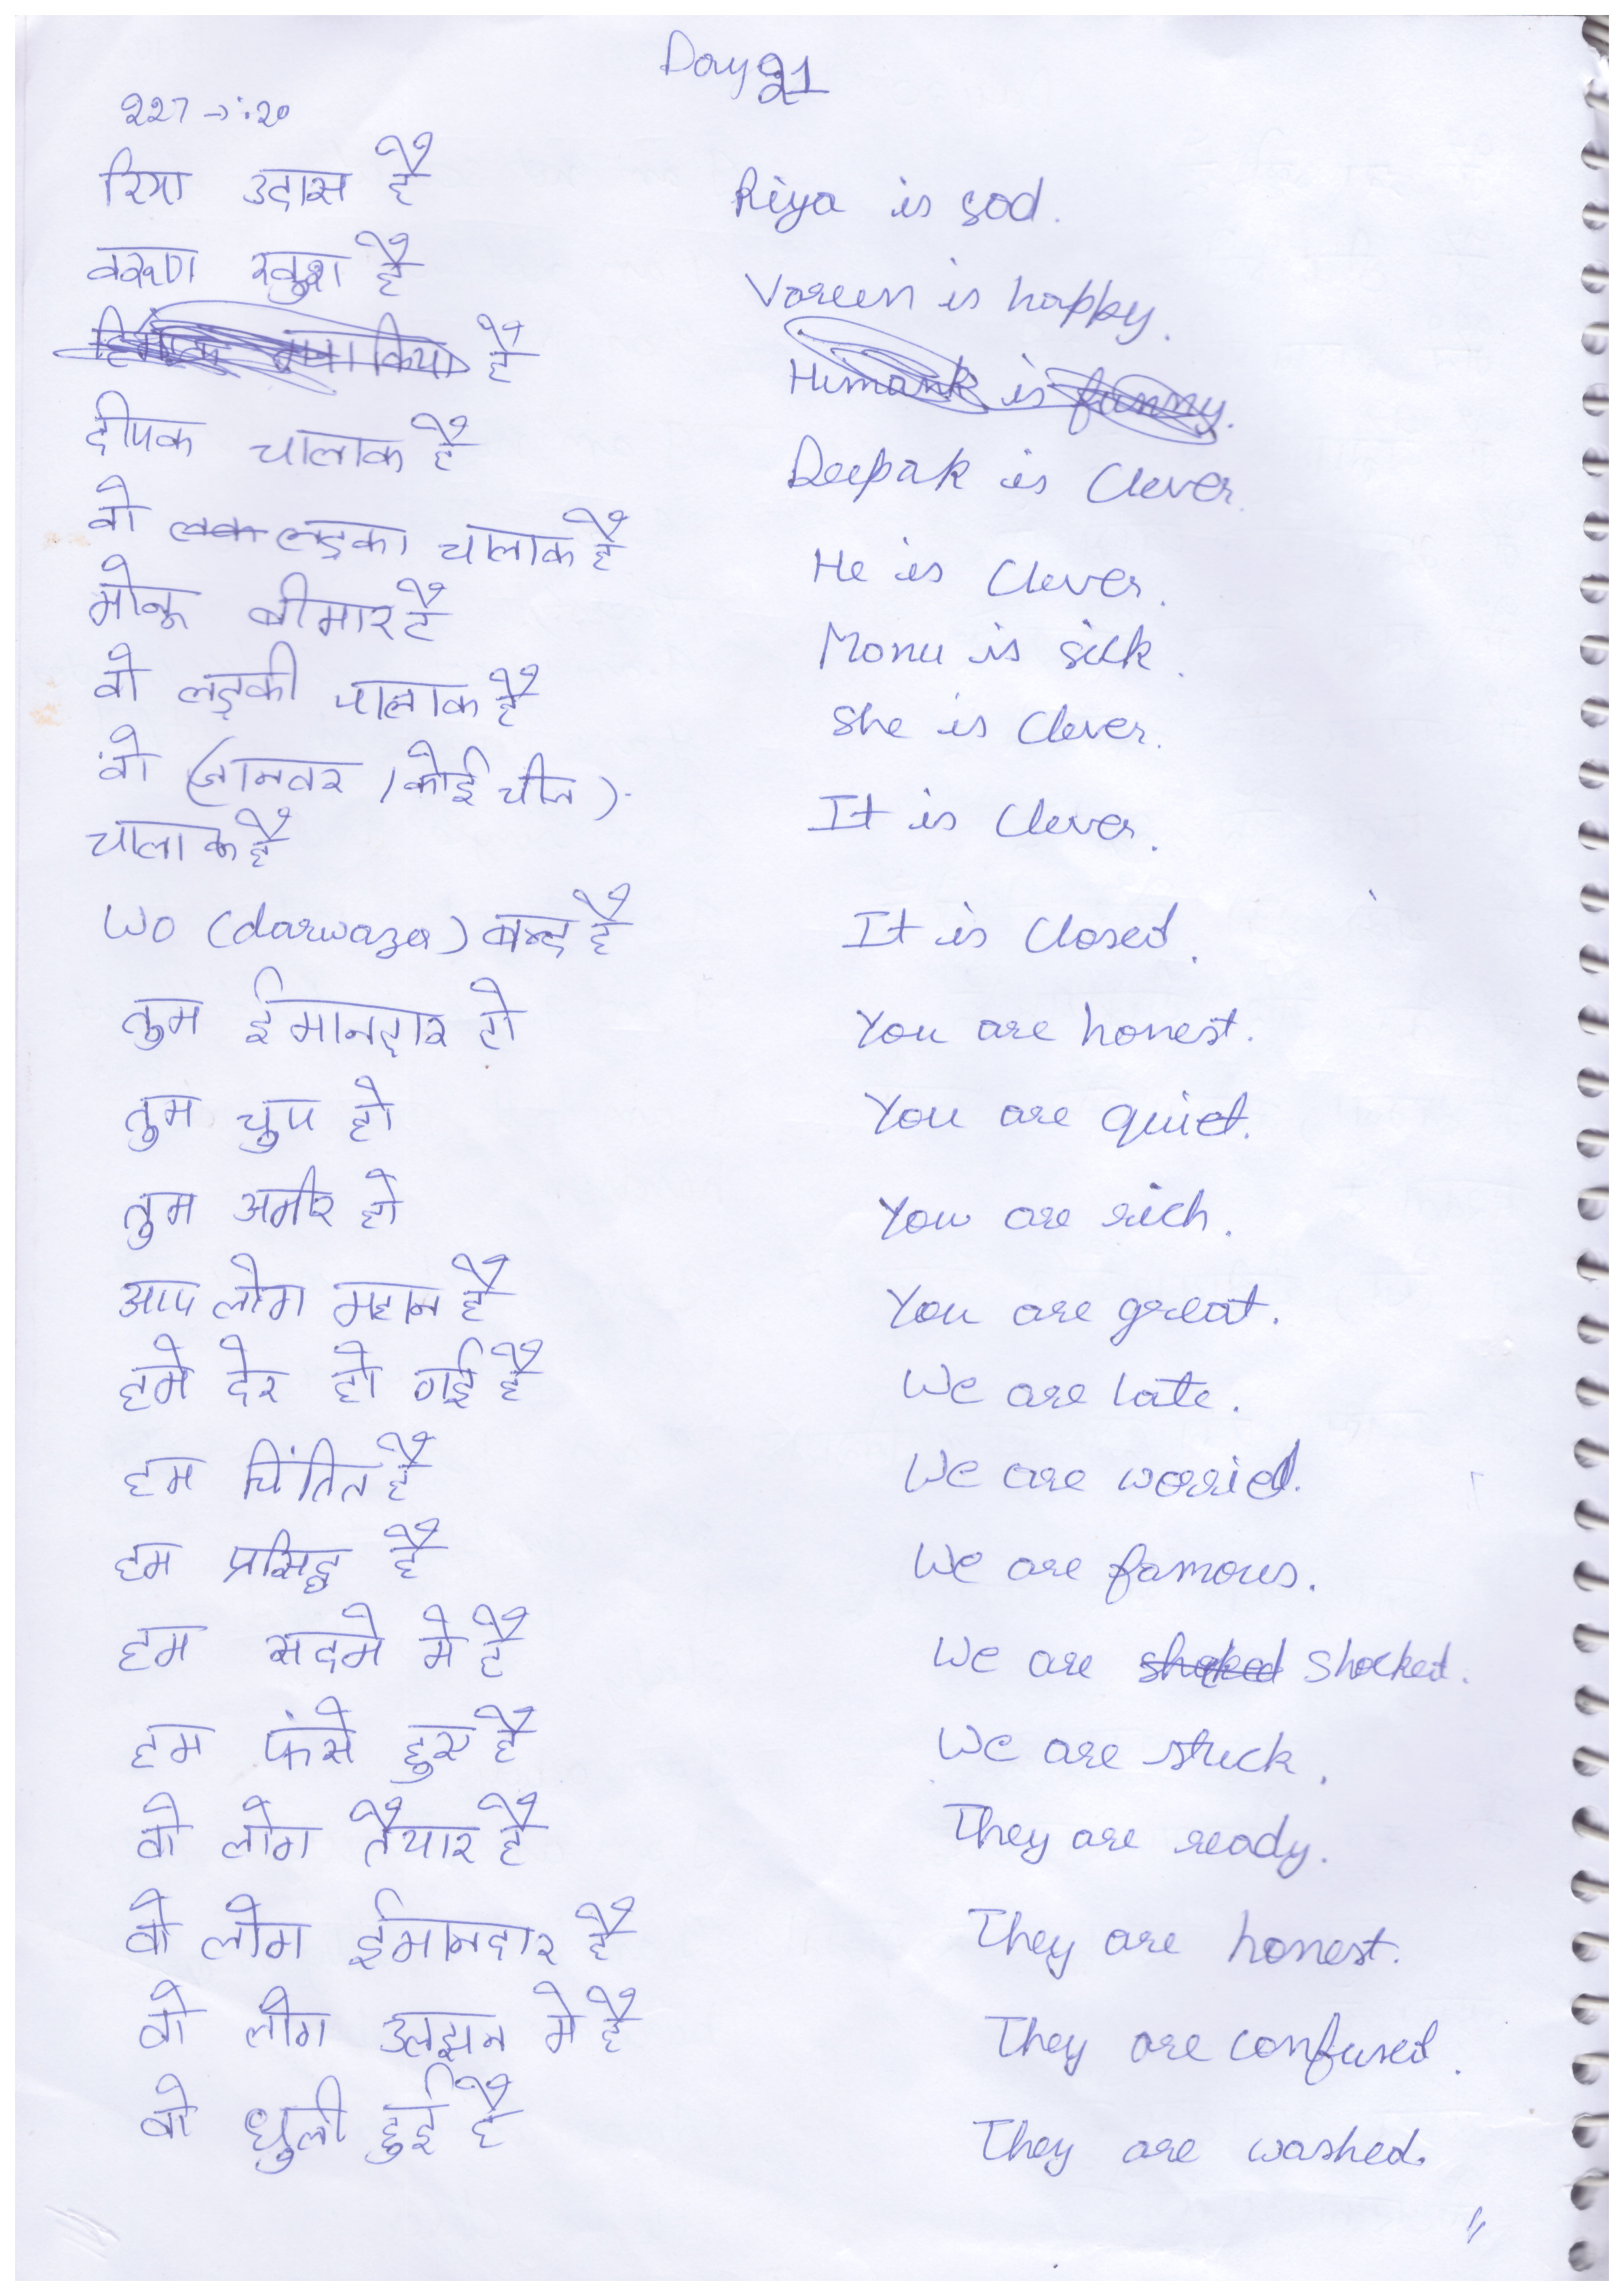 Day 21
227 → :20
रिया उदास है Riya is sad.
वरुण खुश है Vareen is happy.
है Himank is funny.
दीपक चालाक है Deepak is Clever.
वो लड़का चालाक है He is Clever.
मोनू बीमार है Monu is sick.
वो लड़की चालाक है She is Clever.
वो (जानवर / कोई चीज)
चालाक है It is Clever.
Wo (darwaza) बन्द है It is Closed.
तुम ईमानदार हो You are honest.
तुम चुप हो You are quiet.
तुम अमीर हो You are rich.
आप लोग महान है You are great.
हमे देर हो गई है We are late.
हम चिंतित है We are worried.
हम प्रसिद्ध है We are famous.
हम सदमे मे है We are shocked.
हम फंसे हुए है We are stuck.
वो लोग तैयार है They are ready.
वो लोग ईमानदार है They are honest.
वो लोग उलझन मे है They are confused.
वो धुली हुई है They are washed.